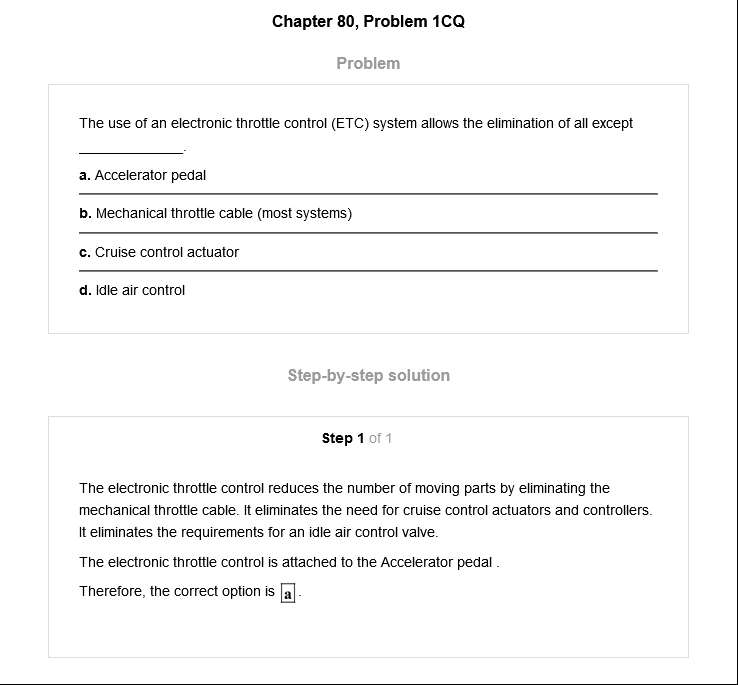 Chapter 80, Problem 1CQ
Problem
The use of an electronic throttle control (ETC) system allows the elimination of all except
_____________.
a. Accelerator pedal
b. Mechanical throttle cable (most systems)
c. Cruise control actuator
d. Idle air control
Step-by-step solution
Step 1 of 1
The electronic throttle control reduces the number of moving parts by eliminating the
mechanical throttle cable. It eliminates the need for cruise control actuators and controllers.
It eliminates the requirements for an idle air control valve.
The electronic throttle control is attached to the Accelerator pedal .
Therefore, the correct option is a .